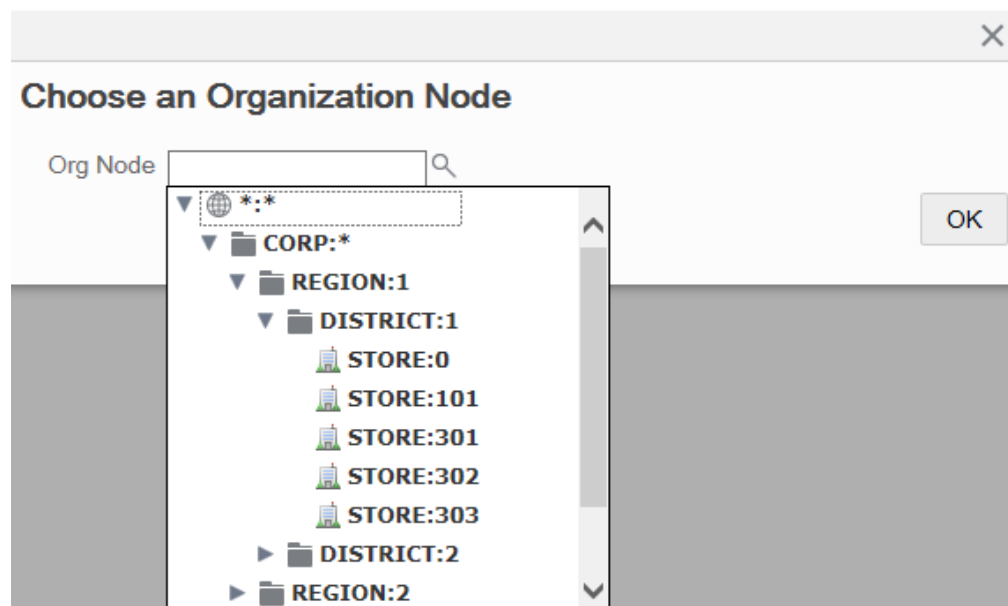 Choose an Organization Node
Org Node
*:*
OK
CORP:*
REGION:1
DISTRICT:1
STORE:0
STORE:101
STORE:301
STORE:302
STORE:303
DISTRICT:2
REGION:2